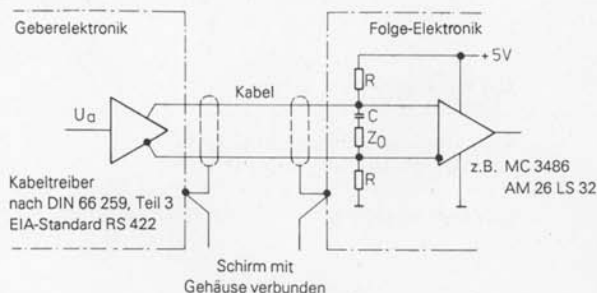 Geberelektronik
Folge-Elektronik
+5V
R
Kabel
C
Ua
Z0
z.B. MC 3486
AM 26 LS 32
R
Kabeltreiber
nach DIN 66 259, Teil 3
EIA-Standard RS 422
Schirm mit
Gehäuse verbunden